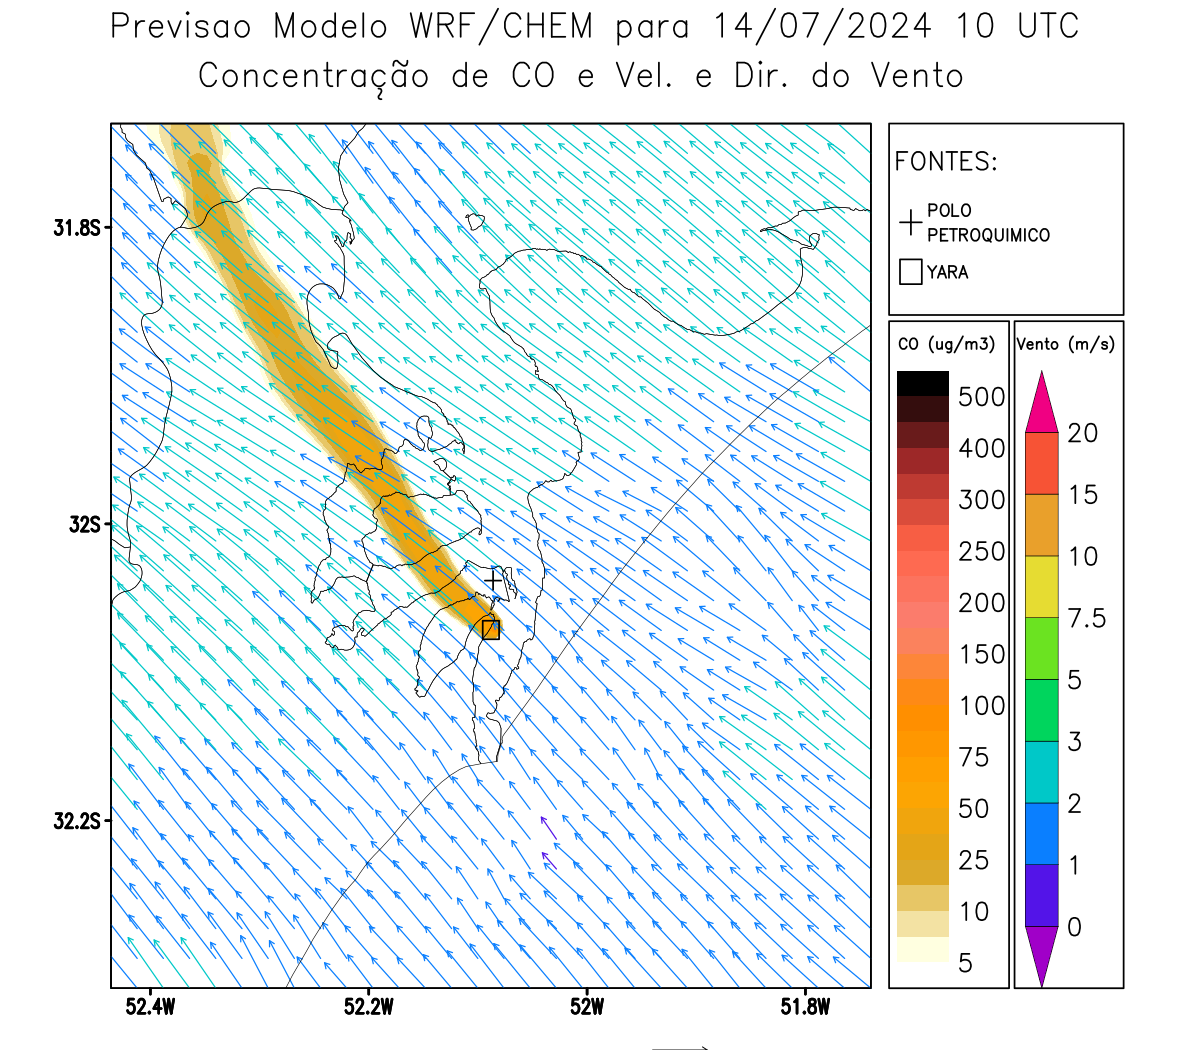 Previsao Modelo WRF/CHEM para 14/07/2024 10 UTC
Concentração de CO e Vel. e Dir. do Vento
FONTES:
POLO
PETROQUIMICO
YARA
CO (ug/m3)
500
400
300
250
200
150
100
75
50
25
10
5
Vento (m/s)
20
15
10
7.5
5
3
2
1
0
31.8S
32S
32.2S
52.4W
52.2W
52W
51.8W